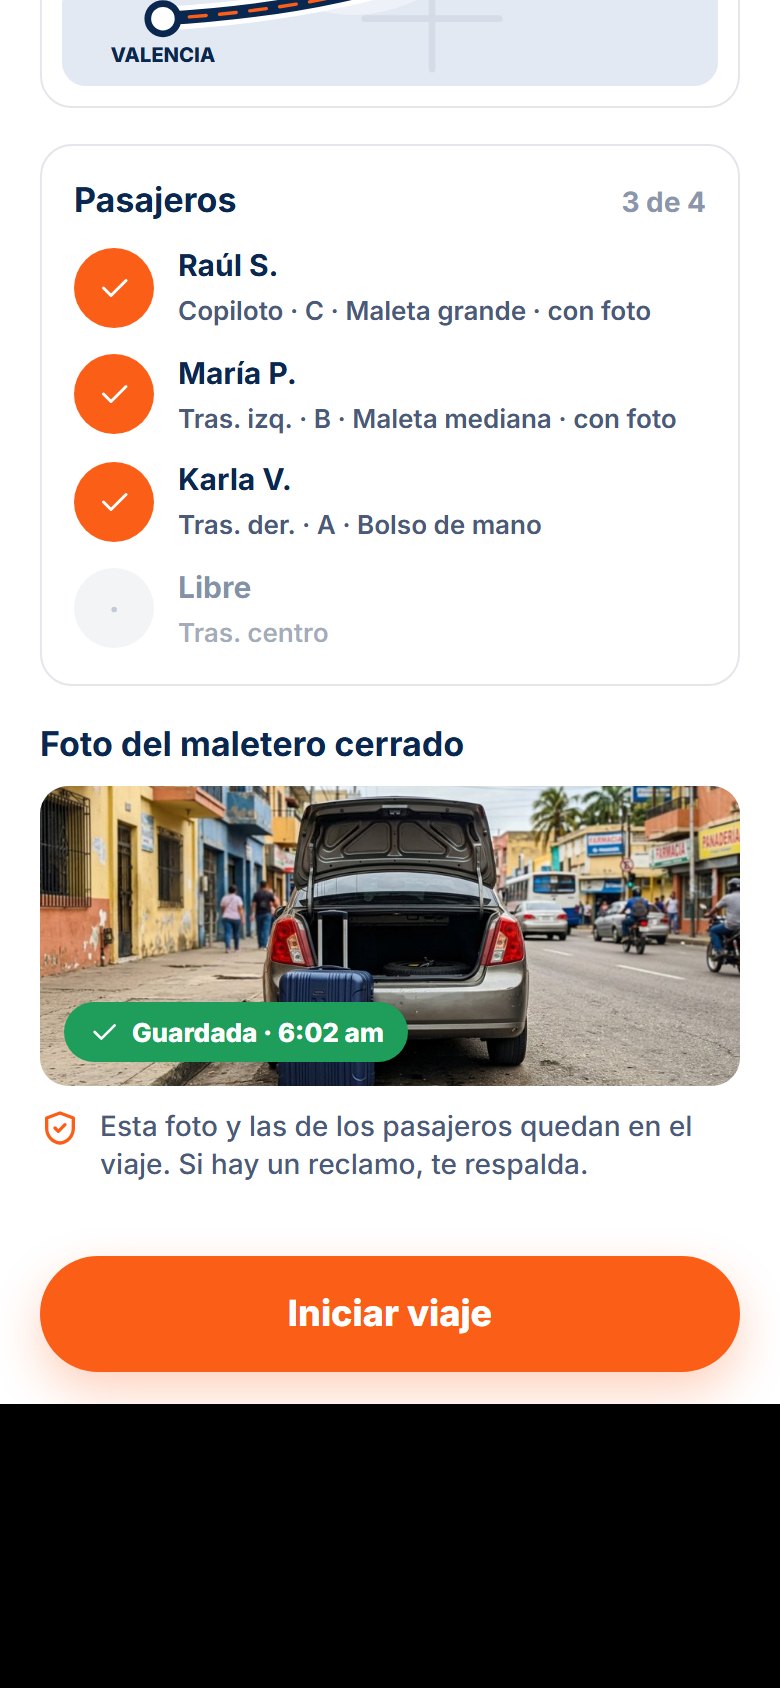 VALENCIA
Pasajeros
3 de 4
Raúl S.
Copiloto · C · Maleta grande · con foto
María P.
Tras. izq. · B · Maleta mediana · con foto
Karla V.
Tras. der. · A · Bolso de mano
Libre
Tras. centro
Foto del maletero cerrado
FARMACIA
FARMACIA
PANADERIA
Guardada · 6:02 am
Esta foto y las de los pasajeros quedan en el
viaje. Si hay un reclamo, te respalda.
Iniciar viaje